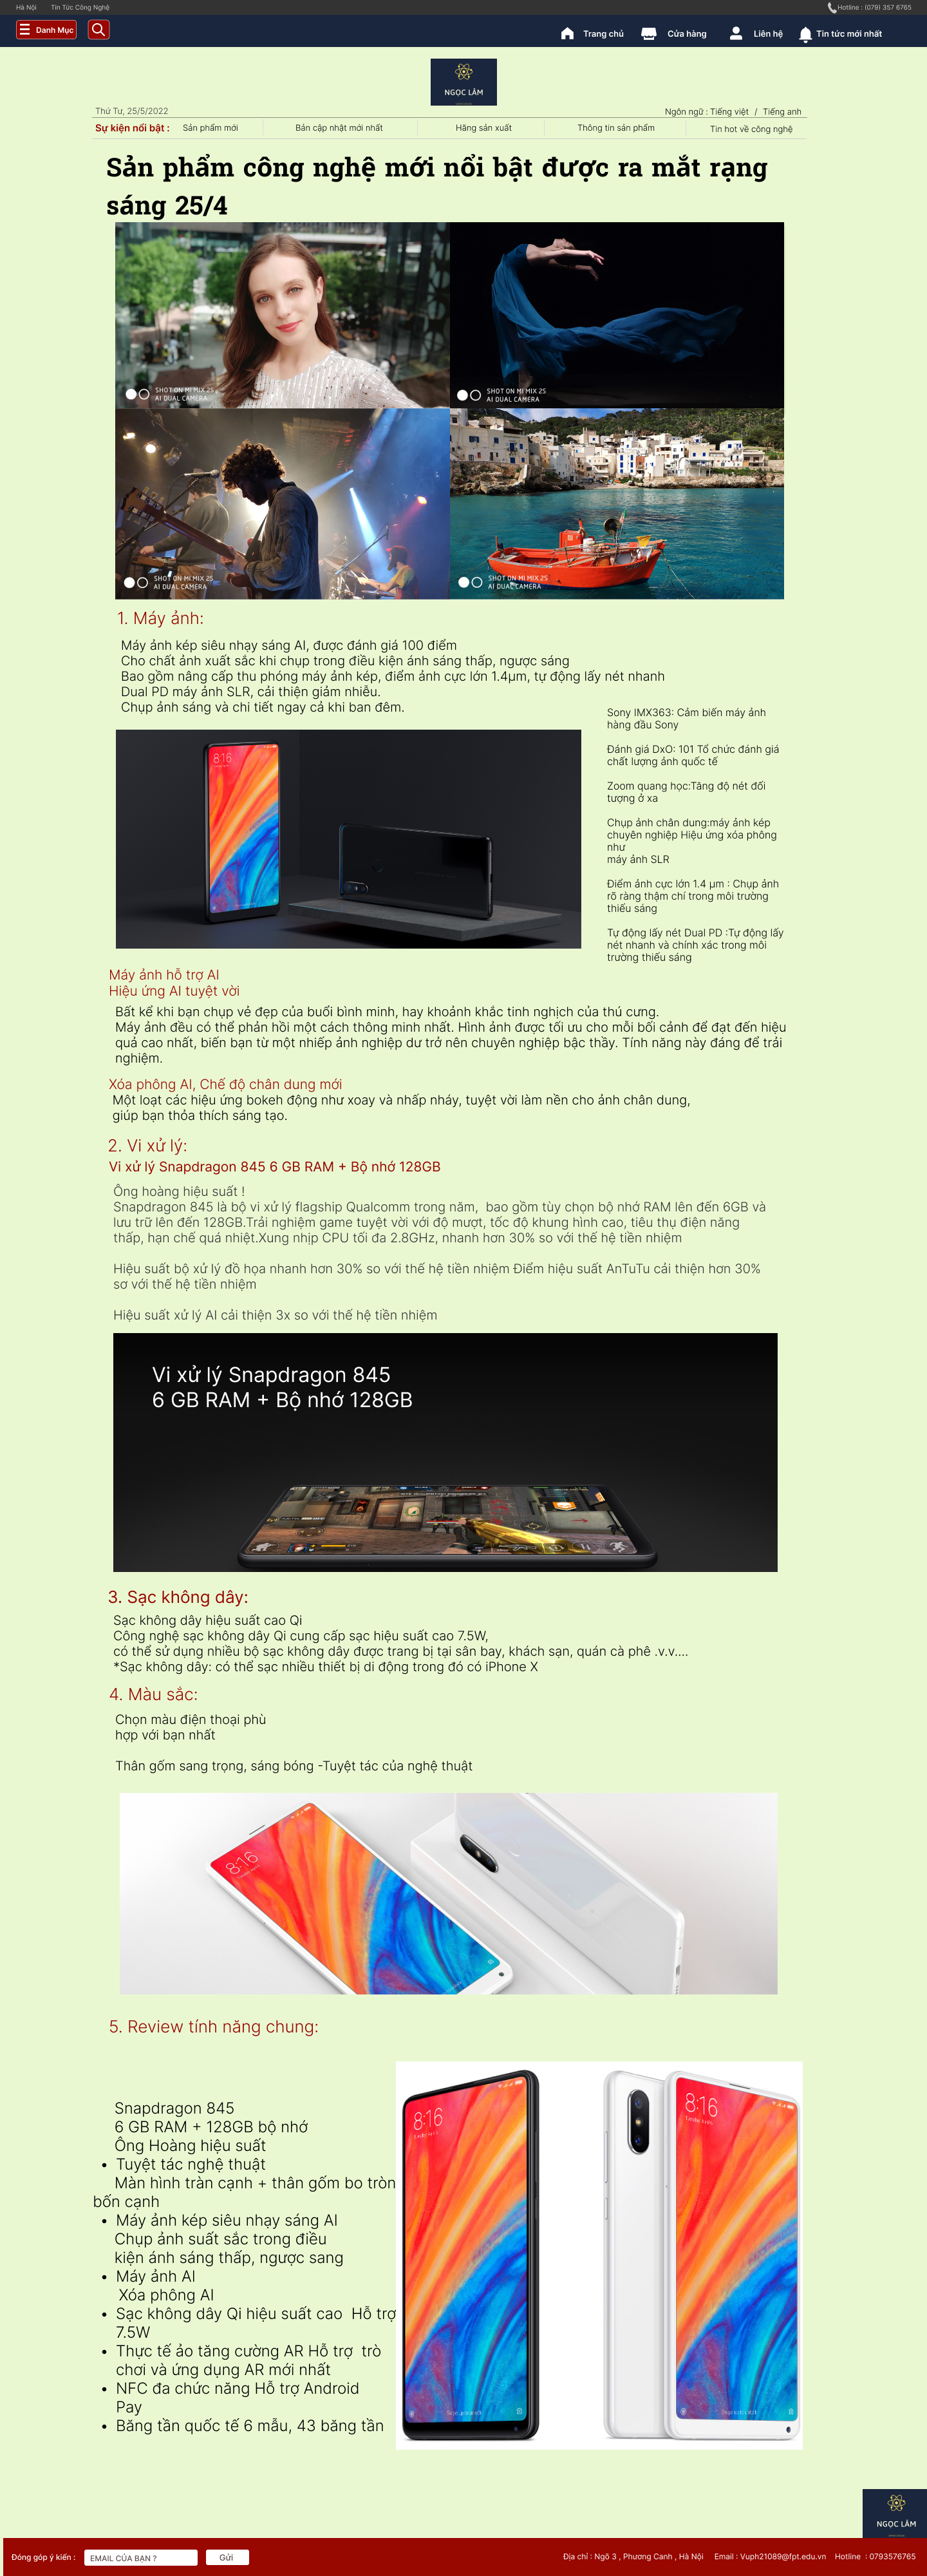 Hà Nội
Tin Tức Công Nghệ
Hotline : (079) 357 6765
Danh Mục
Trang chủ
Cửa hàng
Liên hệ
Tin tức mới nhất
NGỌC LÂM
Thứ Tư, 25/5/2022
Ngôn ngữ : Tiếng việt / Tiếng anh
Sự kiện nổi bật :
Sản phẩm mới
Bản cập nhật mới nhất
Hãng sản xuất
Thông tin sản phẩm
Tin hot về công nghệ
Sản phẩm công nghệ mới nổi bật được ra mắt rạng
sáng 25/4
SHOT ON MI MIX 2S
AI DUAL CAMERA
SHOT ON MI MIX 2S
AI DUAL CAMERA
SHOT ON MI MIX 2S
AI DUAL CAMERA
SHOT ON MI MIX 2S
AI DUAL CAMERA
1. Máy ảnh:
Máy ảnh kép siêu nhạy sáng AI, được đánh giá 100 điểm
Cho chất ảnh xuất sắc khi chụp trong điều kiện ánh sáng thấp, ngược sáng
Bao gồm nâng cấp thu phóng máy ảnh kép, điểm ảnh cực lớn 1.4μm, tự động lấy nét nhanh
Dual PD máy ảnh SLR, cải thiện giảm nhiễu.
Chụp ảnh sáng và chi tiết ngay cả khi ban đêm.
8:16
Sony IMX363: Cảm biến máy ảnh
hàng đầu Sony
Đánh giá DxO: 101 Tổ chức đánh giá
chất lượng ảnh quốc tế
Zoom quang học:Tăng độ nét đối
tượng ở xa
Chụp ảnh chân dung:máy ảnh kép
chuyên nghiệp Hiệu ứng xóa phông
như
máy ảnh SLR
Điểm ảnh cực lớn 1.4 μm : Chụp ảnh
rõ ràng thậm chí trong môi trường
thiếu sáng
Tự động lấy nét Dual PD :Tự động lấy
nét nhanh và chính xác trong môi
trường thiếu sáng
Máy ảnh hỗ trợ AI
Hiệu ứng AI tuyệt vời
Bất kể khi bạn chụp vẻ đẹp của buổi bình minh, hay khoảnh khắc tinh nghịch của thú cưng.
Máy ảnh đều có thể phản hồi một cách thông minh nhất. Hình ảnh được tối ưu cho mỗi bối cảnh để đạt đến hiệu
quả cao nhất, biến bạn từ một nhiếp ảnh nghiệp dư trở nên chuyên nghiệp bậc thầy. Tính năng này đáng để trải
nghiệm.
Xóa phông AI, Chế độ chân dung mới
Một loạt các hiệu ứng bokeh động như xoay và nhấp nháy, tuyệt vời làm nền cho ảnh chân dung,
giúp bạn thỏa thích sáng tạo.
2. Vi xử lý:
Vi xử lý Snapdragon 845 6 GB RAM + Bộ nhớ 128GB
Ông hoàng hiệu suất !
Snapdragon 845 là bộ vi xử lý flagship Qualcomm trong năm, bao gồm tùy chọn bộ nhớ RAM lên đến 6GB và
lưu trữ lên đến 128GB.Trải nghiệm game tuyệt vời với độ mượt, tốc độ khung hình cao, tiêu thụ điện năng
thấp, hạn chế quá nhiệt.Xung nhịp CPU tối đa 2.8GHz, nhanh hơn 30% so với thế hệ tiền nhiệm
Hiệu suất bộ xử lý đồ họa nhanh hơn 30% so với thế hệ tiền nhiệm Điểm hiệu suất AnTuTu cải thiện hơn 30%
sơ với thế hệ tiền nhiệm
Hiệu suất xử lý AI cải thiện 3x so với thế hệ tiền nhiệm
Vi xử lý Snapdragon 845
6 GB RAM + Bộ nhớ 128GB
3. Sạc không dây:
Sạc không dây hiệu suất cao Qi
Công nghệ sạc không dây Qi cung cấp sạc hiệu suất cao 7.5W,
có thể sử dụng nhiều bộ sạc không dây được trang bị tại sân bay, khách sạn, quán cà phê .v.v....
*Sạc không dây: có thể sạc nhiều thiết bị di động trong đó có iPhone X
4. Màu sắc:
Chọn màu điện thoại phù
hợp với bạn nhất
Thân gốm sang trọng, sáng bóng -Tuyệt tác của nghệ thuật
8:16
5. Review tính năng chung:
Snapdragon 845
6 GB RAM + 128GB bộ nhớ
Ông Hoàng hiệu suất
• Tuyệt tác nghệ thuật
Màn hình tràn cạnh + thân gốm bo tròn
bốn cạnh
• Máy ảnh kép siêu nhạy sáng AI
Chụp ảnh suất sắc trong điều
kiện ánh sáng thấp, ngược sang
• Máy ảnh AI
Xóa phông AI
• Sạc không dây Qi hiệu suất cao Hỗ trợ
7.5W
• Thực tế ảo tăng cường AR Hỗ trợ trò
chơi và ứng dụng AR mới nhất
• NFC đa chức năng Hỗ trợ Android
Pay
• Băng tần quốc tế 6 mẫu, 43 băng tần
8:16
8:16
NGỌC LÂM
Đóng góp ý kiến :
EMAIL CỦA BẠN ?
Gửi
Địa chỉ : Ngõ 3 , Phương Canh , Hà Nội
Email : Vuph21089@fpt.edu.vn
Hotline : 0793576765